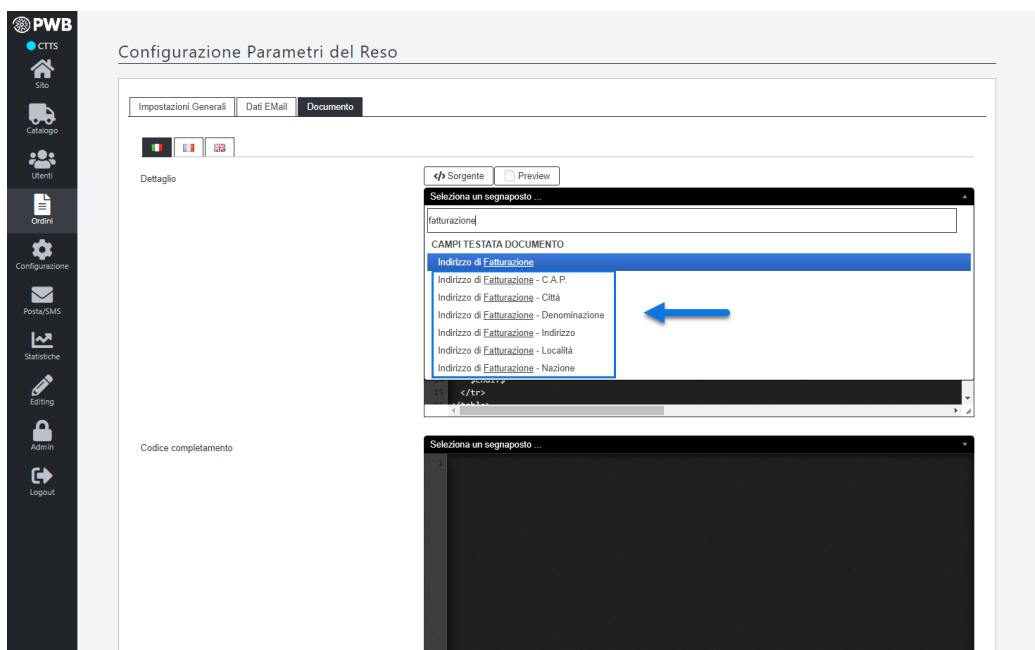 PWB
CTTS
Sito
Catalogo
Utenti
Ordini
Configurazione
Posta/SMS
Statistiche
Editing
Admin
Logout
Configurazione Parametri del Reso
Impostazioni Generali
Dati EMail
Documento
Dettaglio
</> Sorgente
Preview
Seleziona un segnaposto ...
fatturazione
CAMPI TESTATA DOCUMENTO
Indirizzo di Fatturazione
Indirizzo di Fatturazione - C.A.P.
Indirizzo di Fatturazione - Città
Indirizzo di Fatturazione - Denominazione
Indirizzo di Fatturazione - Indirizzo
Indirizzo di Fatturazione - Località
Indirizzo di Fatturazione - Nazione
15 </tr>
Codice completamento
Seleziona un segnaposto ...
1